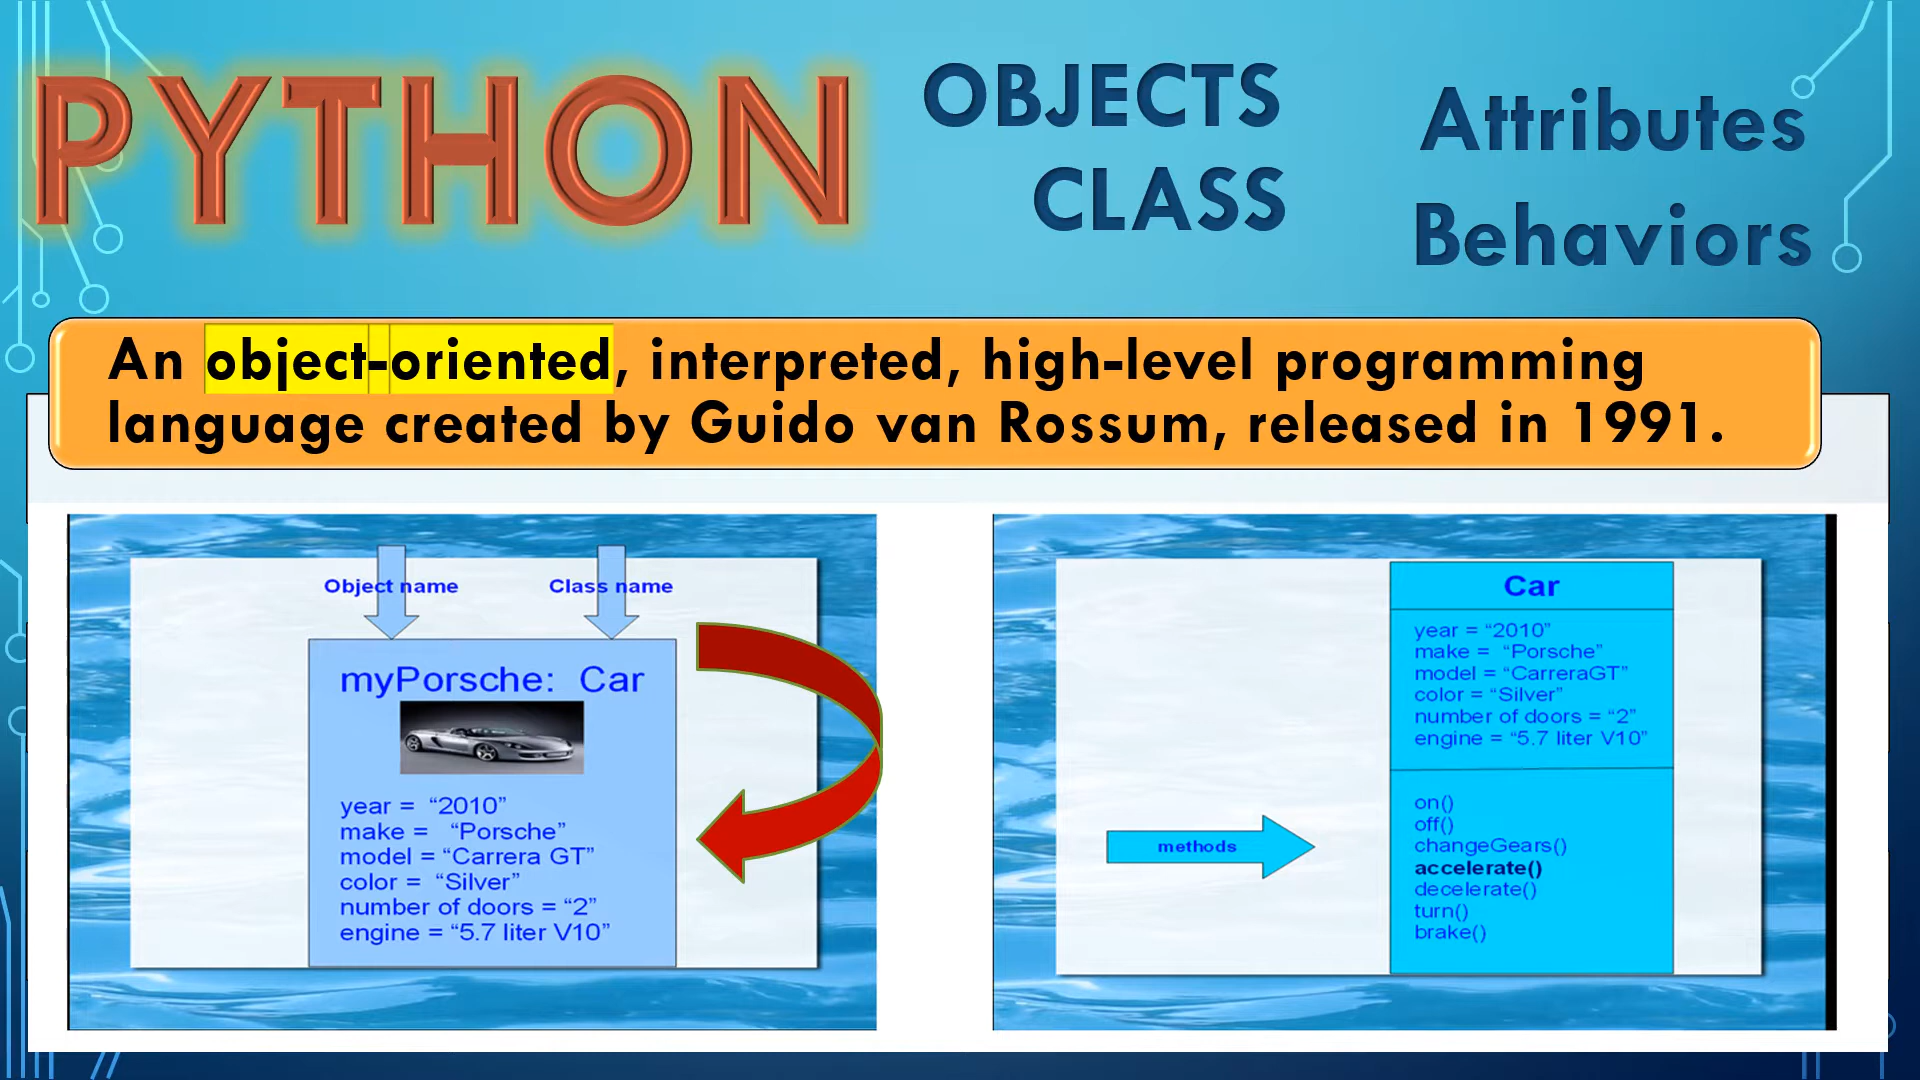 PYTHON
OBJECTS
CLASS
Attributes
Behaviors
An object-oriented, interpreted, high-level programming
language created by Guido van Rossum, released in 1991.
Object name
Class name
myPorsche: Car
year = “2010”
make = “Porsche”
model = “Carrera GT”
color = “Silver”
number of doors = “2”
engine = “5.7 liter V10”
methods
Car
year = “2010”
make = “Porsche”
model = “CarreraGT”
color = “Silver”
number of doors = “2”
engine = “5.7 liter V10”
on()
off()
changeGears()
accelerate()
decelerate()
turn()
brake()